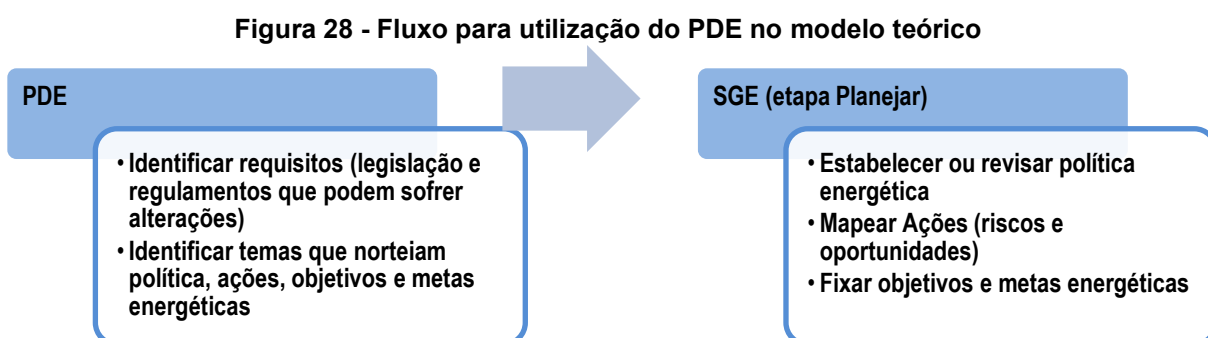 Figura 28 - Fluxo para utilização do PDE no modelo teórico
PDE
• Identificar requisitos (legislação e
regulamentos que podem sofrer
alterações)
• Identificar temas que norteiam
política, ações, objetivos e metas
energéticas
SGE (etapa Planejar)
• Estabelecer ou revisar política
energética
• Mapear Ações (riscos e
oportunidades)
• Fixar objetivos e metas energéticas